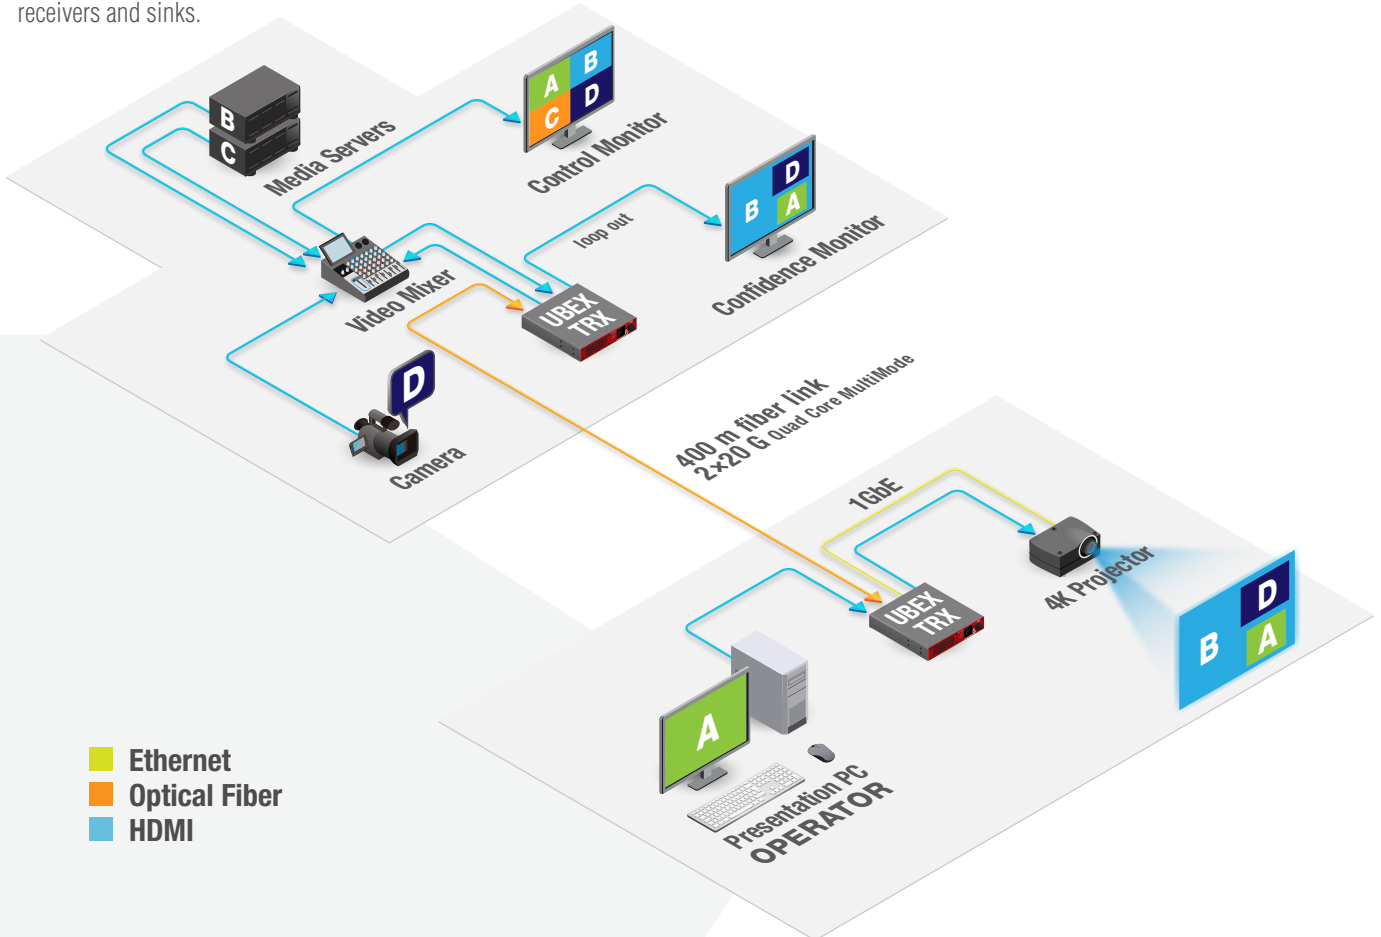 receivers and sinks.
B
C
Media Servers
A
B
C
D
Control Monitor
B
D
A
Confidence Monitor
loop out
Video Mixer
UBEX
TRX
D
Camera
400 m fiber link
2×20 G Quad Core MultiMode
1GbE
4K Projector
UBEX
TRX
B
D
A
A
Presentation PC
OPERATOR
Ethernet
Optical Fiber
HDMI